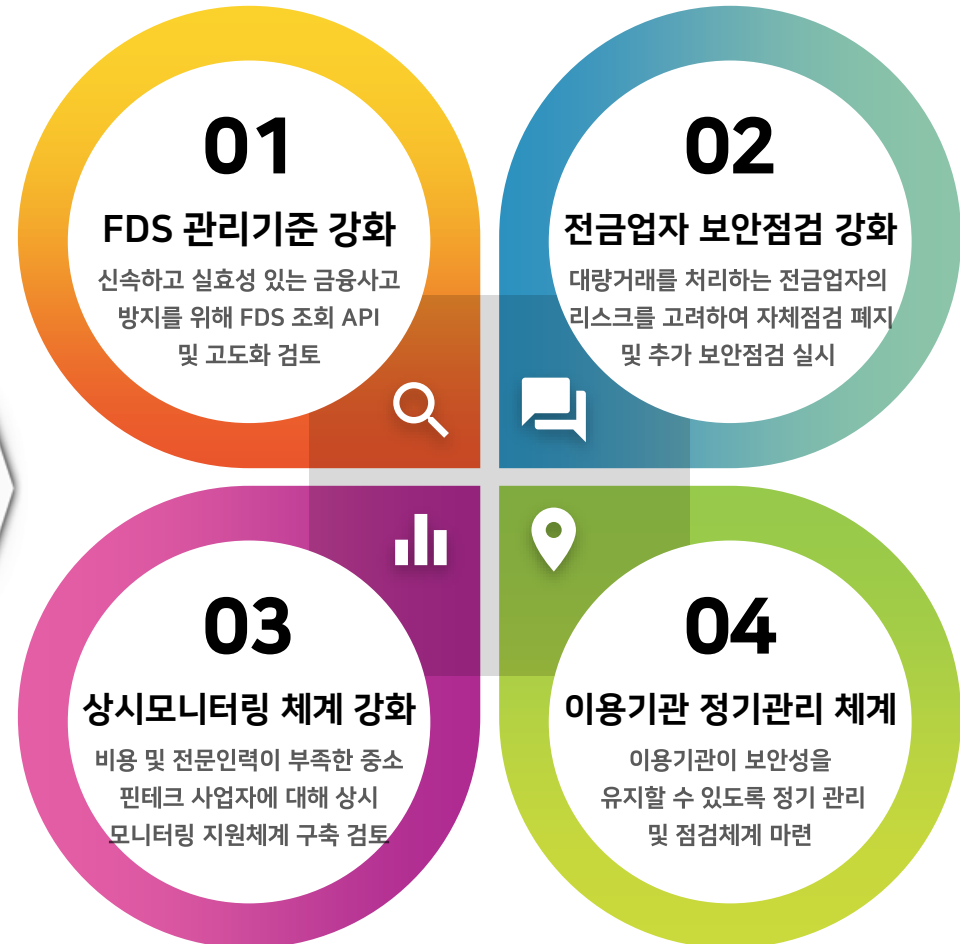 01
FDS 관리기준 강화
신속하고 실효성 있는 금융사고
방지를 위해 FDS 조회 API
및 고도화 검토
02
전금업자 보안점검 강화
대량거래를 처리하는 전금업자의
리스크를 고려하여 자체점검 폐지
및 추가 보안점검 실시
03
상시모니터링 체계 강화
비용 및 전문인력이 부족한 중소
핀테크 사업자에 대해 상시
모니터링 지원체계 구축 검토
04
이용기관 정기관리 체계
이용기관이 보안성을
유지할 수 있도록 정기 관리
및 점검체계 마련